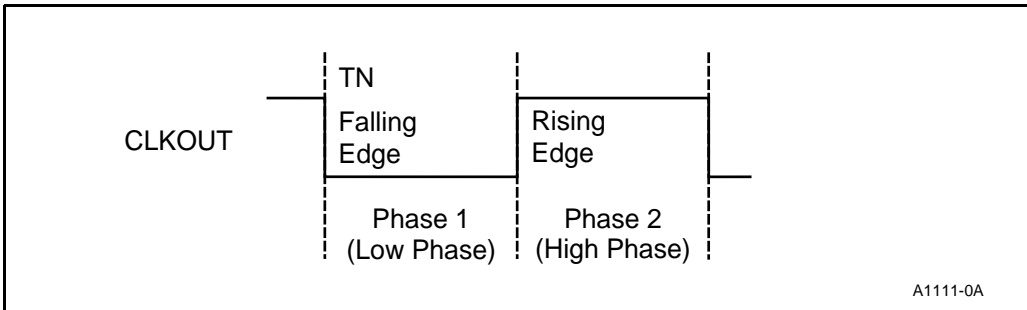 TN
CLKOUT
Falling
Edge
Rising
Edge
Phase 1
(Low Phase)
Phase 2
(High Phase)
A1111-0A